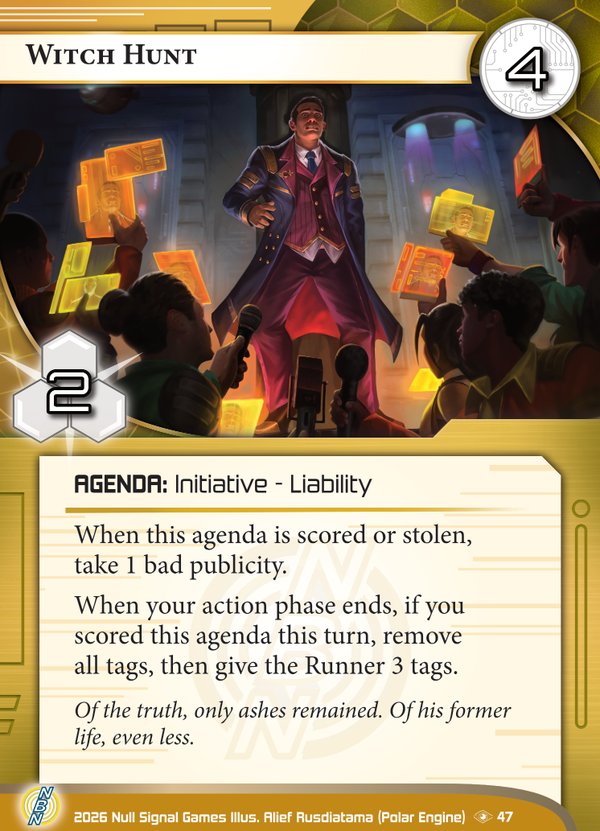 Witch Hunt
4
2
AGENDA: Initiative - Liability
When this agenda is scored or stolen,
take 1 bad publicity.
When your action phase ends, if you
scored this agenda this turn, remove
all tags, then give the Runner 3 tags.
Of the truth, only ashes remained. Of his former
life, even less.
NBN
2026 Null Signal Games Illus. Alief Rusdiatama (Polar Engine) 47